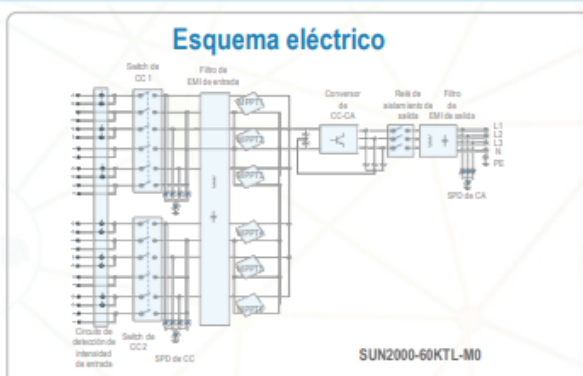 Esquema eléctrico
Switch de
CC 1
Filtro de
EMI de entrada
MPPT1
MPPT2
MPPT3
MPPT4
MPPT5
MPPT6
Conversor
de
CC-CA
Relé de
aislamiento de
salida
Filtro
de
EMI de salida
L1
L2
L3
N
PE
SPD de CA
Circuito de
detección de
intensidad
de entrada
Switch de
CC 2
SPD de CC
SUN2000-60KTL-M0